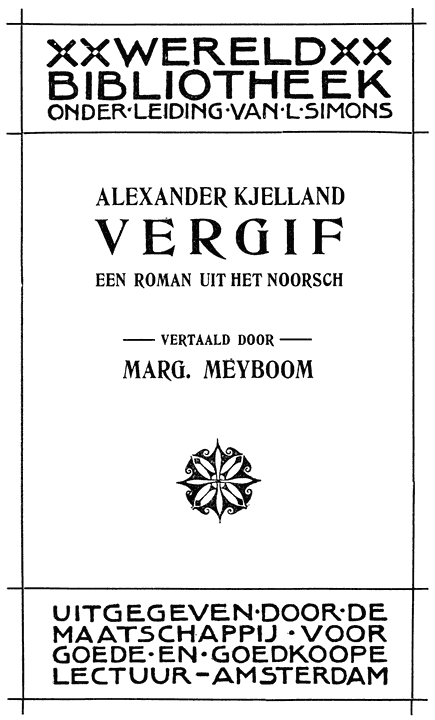 WERELD
BIBLIOTHEEK
ONDER·LEIDING·VAN·L·SIMONS
ALEXANDER KJELLAND
VERGIF
EEN ROMAN UIT HET NOORSCH
— VERTAALD DOOR —
MARG. MEYBOOM
UITGEGEVEN·DOOR·DE
MAATSCHAPPIJ·VOOR
GOEDE·EN·GOEDKOOPE
LECTUUR–AMSTERDAM